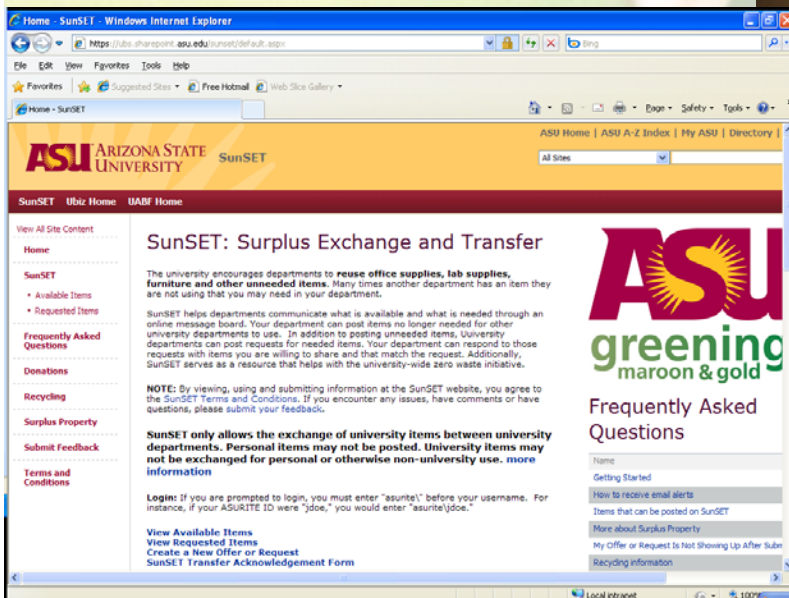 Home - SunSET - Windows Internet Explorer
https://ubs.sharepoint.asu.edu/sunset/default.aspx
Bing
File Edit View Favorites Tools Help
Favorites Suggested Sites Free Hotmail Web Slice Gallery
Home - SunSET
Page Safety Tools
ASU Home | ASU A-Z Index | My ASU | Directory |
ASU ARIZONA STATE UNIVERSITY SunSET
All Sites
SunSET Ubiz Home UABF Home
View All Site Content
Home
SunSET
• Available Items
• Requested Items
Frequently Asked
Questions
Donations
Recycling
Surplus Property
Submit Feedback
Terms and
Conditions
SunSET: Surplus Exchange and Transfer
The university encourages departments to reuse office supplies, lab supplies,
furniture and other unneeded items. Many times another department has an item they
are not using that you may need in your department.
SunSET helps departments communicate what is available and what is needed through an
online message board. Your department can post items no longer needed for other
university departments to use. In addition to posting unneeded items, University
departments can post requests for needed items. Your department can respond to those
requests with items you are willing to share and that match the request. Additionally,
SunSET serves as a resource that helps with the university-wide zero waste initiative.
NOTE: By viewing, using and submitting information at the SunSET website, you agree to
the SunSET Terms and Conditions. If you encounter any issues, have comments or have
questions, please submit your feedback.
SunSET only allows the exchange of university items between university
departments. Personal items may not be posted. University items may
not be exchanged for personal or otherwise non-university use. more
information
Login: If you are prompted to login, you must enter "asurite\" before your username. For
instance, if your ASURITE ID were "jdoe," you would enter "asurite\jdoe."
View Available Items
View Requested Items
Create a New Offer or Request
SunSET Transfer Acknowledgement Form
ASU
greening
maroon & gold
Frequently Asked
Questions
Name
Getting Started
How to receive email alerts
Items that can be posted on SunSET
More about Surplus Property
My Offer or Request Is Not Showing Up After Subm
Recycling information
Local intranet
100%